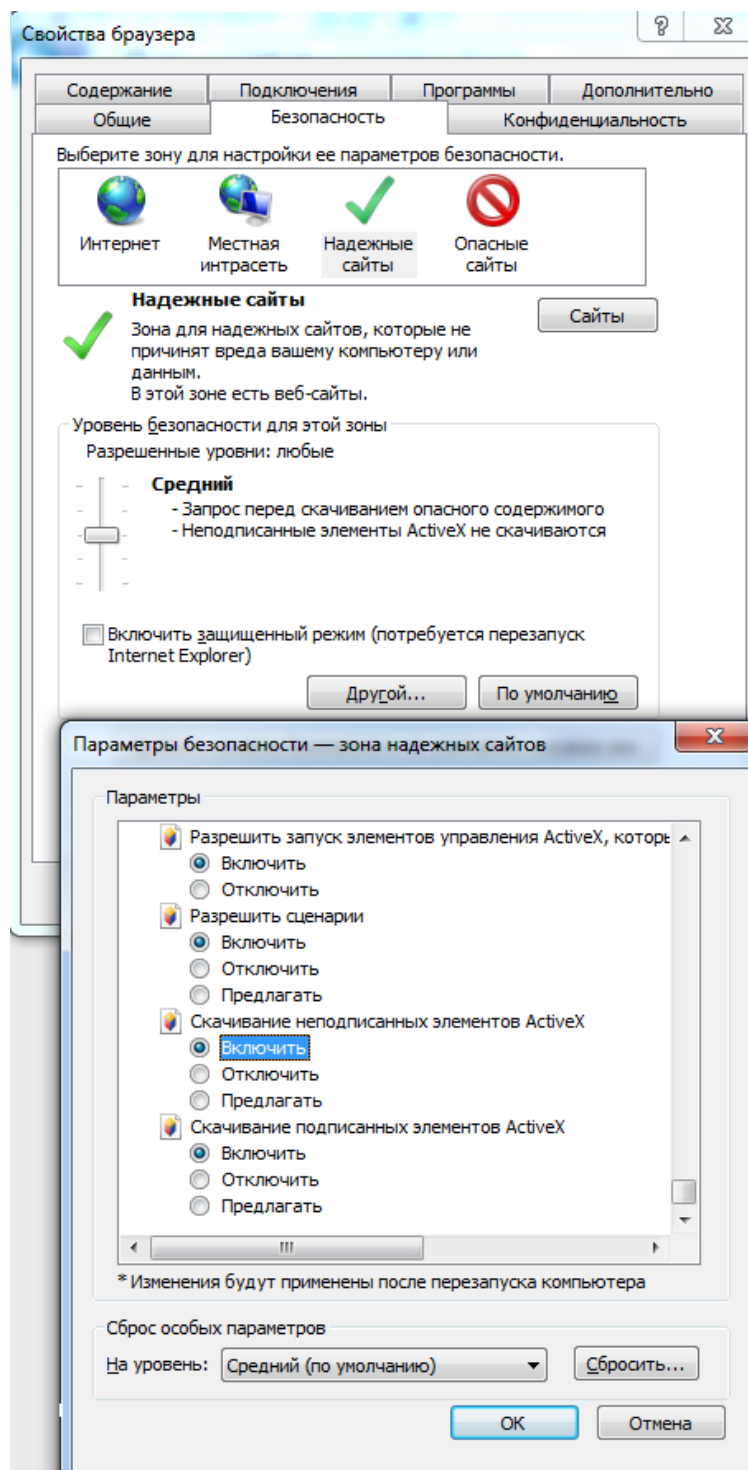 Свойства браузера
Содержание Подключения Программы Дополнительно
Общие Безопасность Конфиденциальность
Выберите зону для настройки ее параметров безопасности.
Интернет Местная интрасеть Надежные сайты Опасные сайты
Надежные сайты
Сайты
Зона для надежных сайтов, которые не
причинят вреда вашему компьютеру или
данным.
В этой зоне есть веб-сайты.
Уровень безопасности для этой зоны
Разрешенные уровни: любые
Средний
- Запрос перед скачиванием опасного содержимого
- Неподписанные элементы ActiveX не скачиваются
Включить защищенный режим (потребуется перезапуск
Internet Explorer)
Другой... По умолчанию
Параметры безопасности — зона надежных сайтов
Параметры
Разрешить запуск элементов управления ActiveX, которы
Включить
Отключить
Разрешить сценарии
Включить
Отключить
Предлагать
Скачивание неподписанных элементов ActiveX
Включить
Отключить
Предлагать
Скачивание подписанных элементов ActiveX
Включить
Отключить
Предлагать
* Изменения будут применены после перезапуска компьютера
Сброс особых параметров
На уровень: Средний (по умолчанию) Сбросить...
ОК Отмена